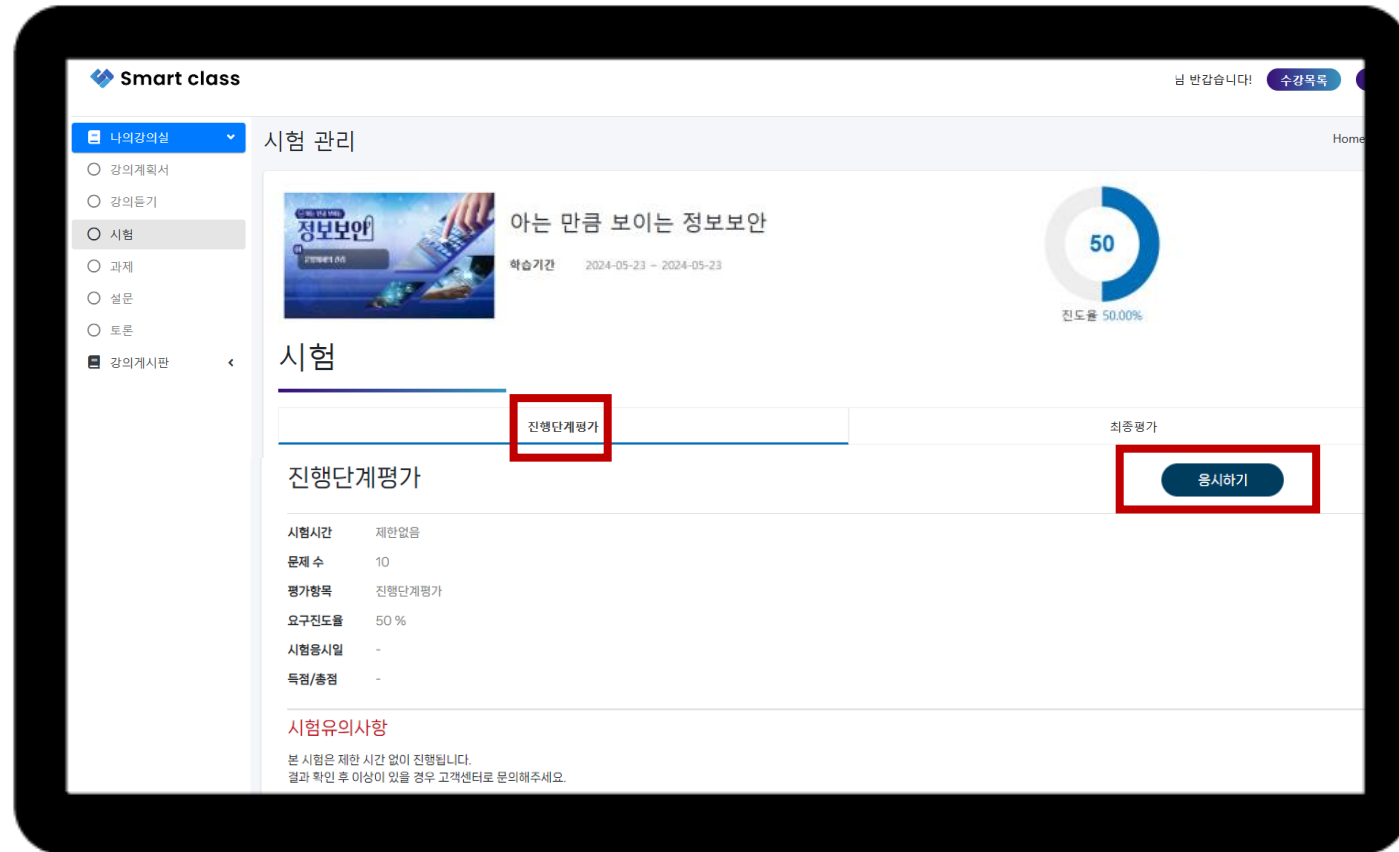 Smart class
님 반갑습니다! 수강목록
나의강의실
강의계획서
강의듣기
시험
과제
설문
토론
강의게시판
시험 관리
Home
정보보안
아는 만큼 보이는 정보보안
학습기간 2024-05-23 ~ 2024-05-23
50
진도율 50.00%
시험
진행단계평가 최종평가
진행단계평가 응시하기
시험시간 제한없음
문제 수 10
평가항목 진행단계평가
요구진도율 50 %
시험응시일 -
득점/총점 -
시험유의사항
본 시험은 제한 시간 없이 진행됩니다.
결과 확인 후 이상이 있을 경우 고객센터로 문의해주세요.